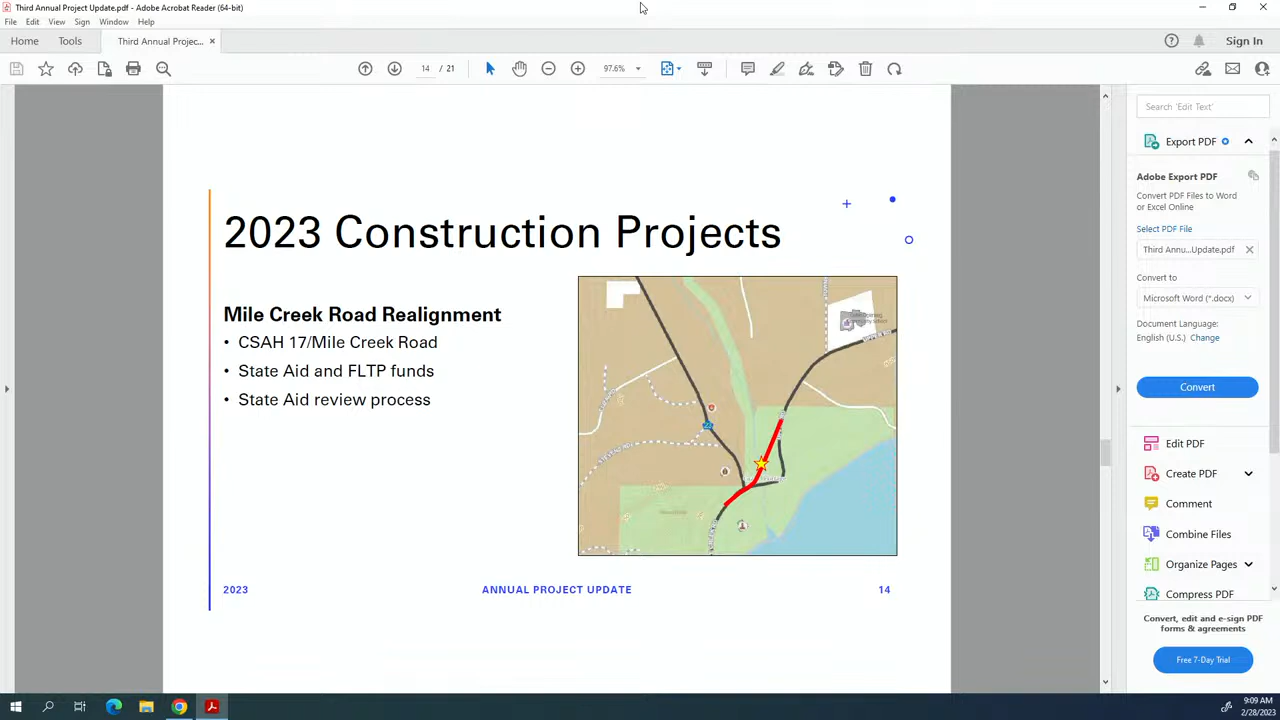 Third Annual Project Update.pdf - Adobe Acrobat Reader (64-bit)
File Edit View Sign Window Help
Home Tools Third Annual Projec... ×
Sign In
14 / 21
97.6%
Search 'Edit Text'
Export PDF
Adobe Export PDF
Convert PDF Files to Word
or Excel Online
Select PDF File
Third Annu...Update.pdf
Convert to
Microsoft Word (*.docx)
Document Language:
English (U.S.) Change
Convert
Edit PDF
Create PDF
Comment
Combine Files
Organize Pages
Compress PDF
Convert, edit and e-sign PDF
forms & agreements
Free 7-Day Trial
2023 Construction Projects
Mile Creek Road Realignment
• CSAH 17/Mile Creek Road
• State Aid and FLTP funds
• State Aid review process
2023
ANNUAL PROJECT UPDATE
14
9:09 AM
2/28/2023